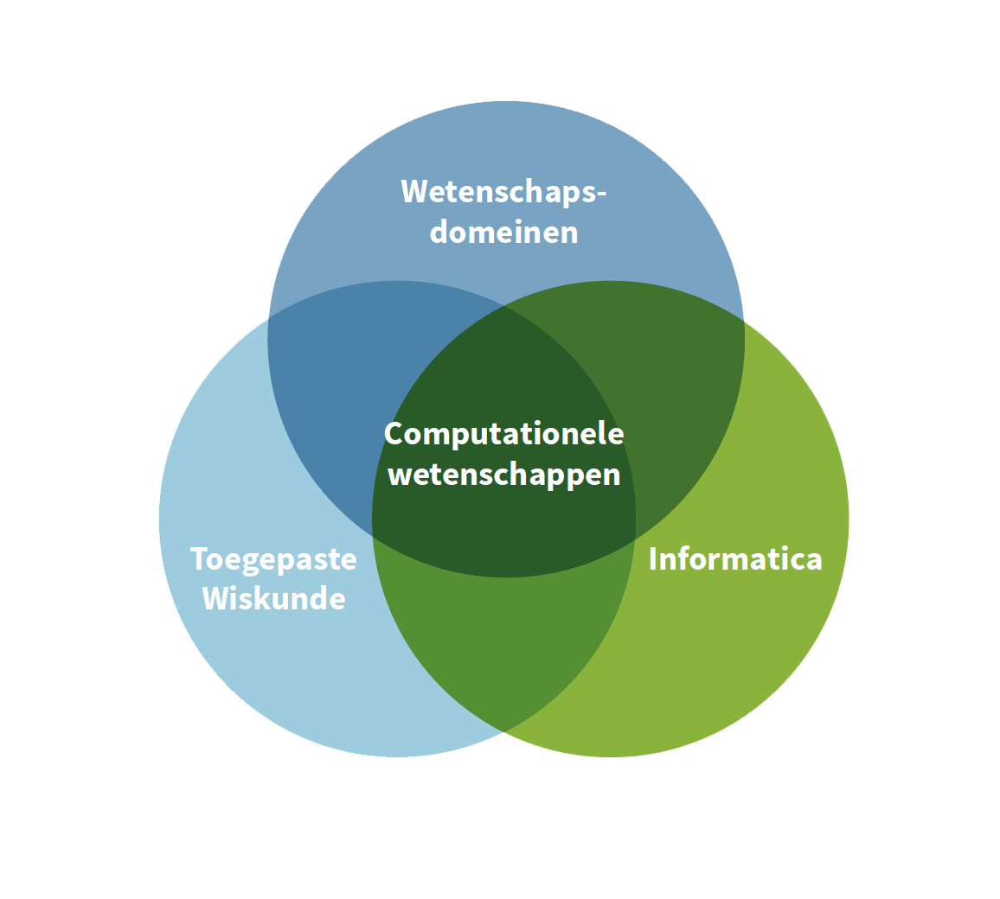 Wetenschaps-
domeinen
Computationele
wetenschappen
Toegepaste
Wiskunde
Informatica